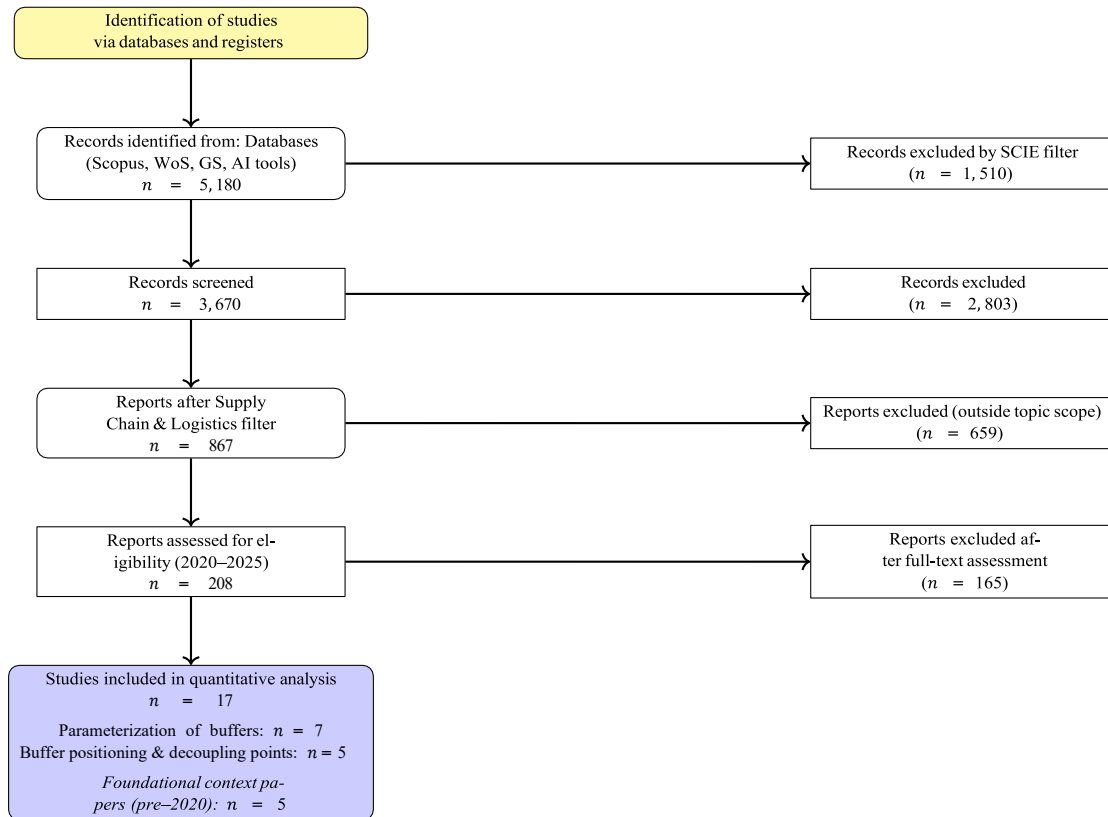 Identification of studies
via databases and registers
Records identified from: Databases
(Scopus, WoS, GS, AI tools)
n = 5,180
Records excluded by SCIE filter
(n = 1,510)
Records screened
n = 3,670
Records excluded
(n = 2,803)
Reports after Supply
Chain & Logistics filter
n = 867
Reports excluded (outside topic scope)
(n = 659)
Reports assessed for el-
igibility (2020–2025)
n = 208
Reports excluded af-
ter full-text assessment
(n = 165)
Studies included in quantitative analysis
n = 17
Parameterization of buffers: n = 7
Buffer positioning & decoupling points: n = 5
Foundational context pa-
pers (pre–2020): n = 5